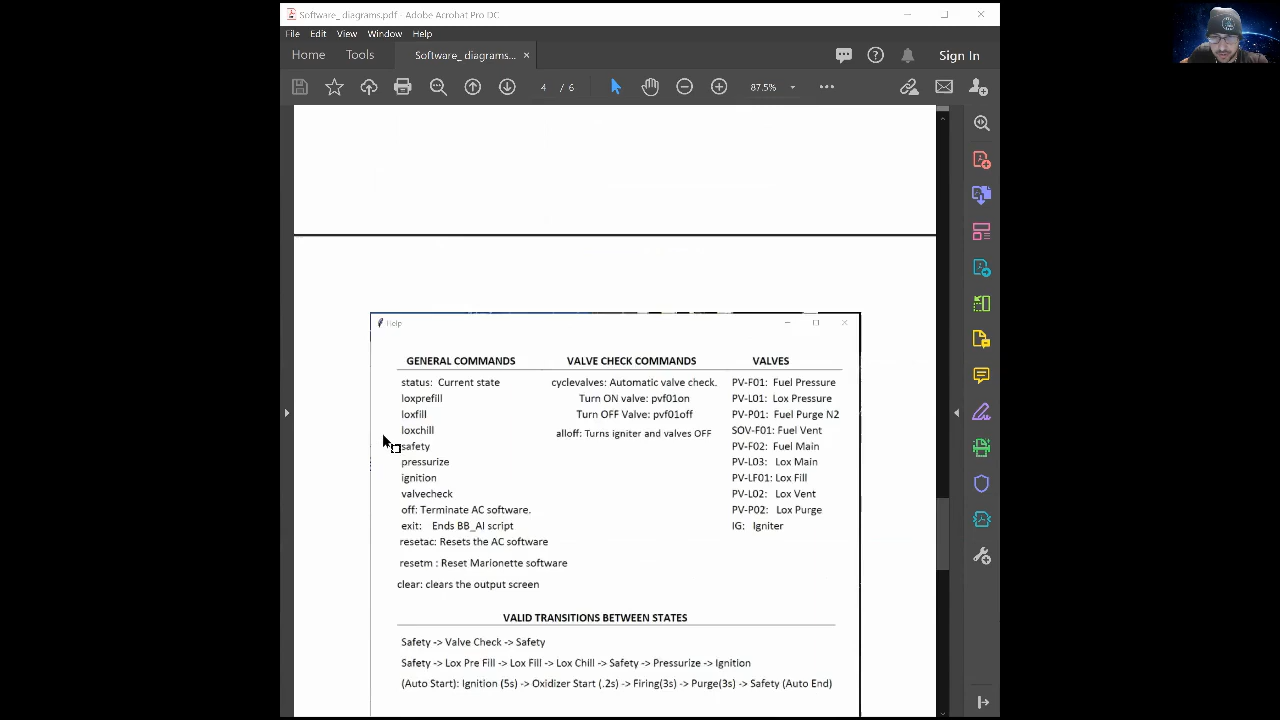 Software_ diagrams.pdf - Adobe Acrobat Pro DC
File Edit View Window Help
Home Tools Software_ diagrams... × Sign In
4 / 6 87.5%
Help
GENERAL COMMANDS
status: Current state
loxprefill
loxfill
loxchill
safety
pressurize
ignition
valvecheck
off: Terminate AC software.
exit: Ends BB_AI script
resetac: Resets the AC software
resetm : Reset Marionette software
clear: clears the output screen
VALVE CHECK COMMANDS
cyclevalves: Automatic valve check.
Turn ON valve: pvf01on
Turn OFF Valve: pvf01off
alloff: Turns igniter and valves OFF
VALVES
PV-F01: Fuel Pressure
PV-L01: Lox Pressure
PV-P01: Fuel Purge N2
SOV-F01: Fuel Vent
PV-F02: Fuel Main
PV-L03: Lox Main
PV-LF01: Lox Fill
PV-L02: Lox Vent
PV-P02: Lox Purge
IG: Igniter
VALID TRANSITIONS BETWEEN STATES
Safety -> Valve Check -> Safety
Safety -> Lox Pre Fill -> Lox Fill -> Lox Chill -> Safety -> Pressurize -> Ignition
(Auto Start): Ignition (5s) -> Oxidizer Start (.2s) -> Firing(3s) -> Purge(3s) -> Safety (Auto End)